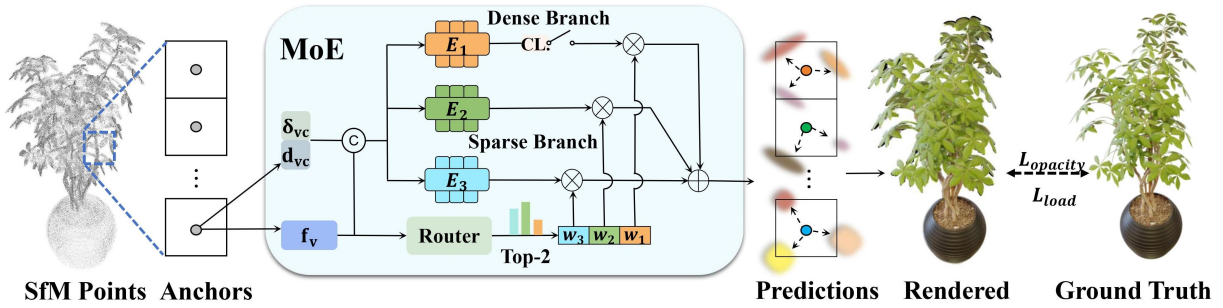 MoE
Dense Branch
E₁
CL:
E₂
Sparse Branch
δvc
dvc
C
E₃
fv
Router
Top-2
w₃ w₂ w₁
Lopacity
Lload
SfM Points
Anchors
Predictions
Rendered
Ground Truth